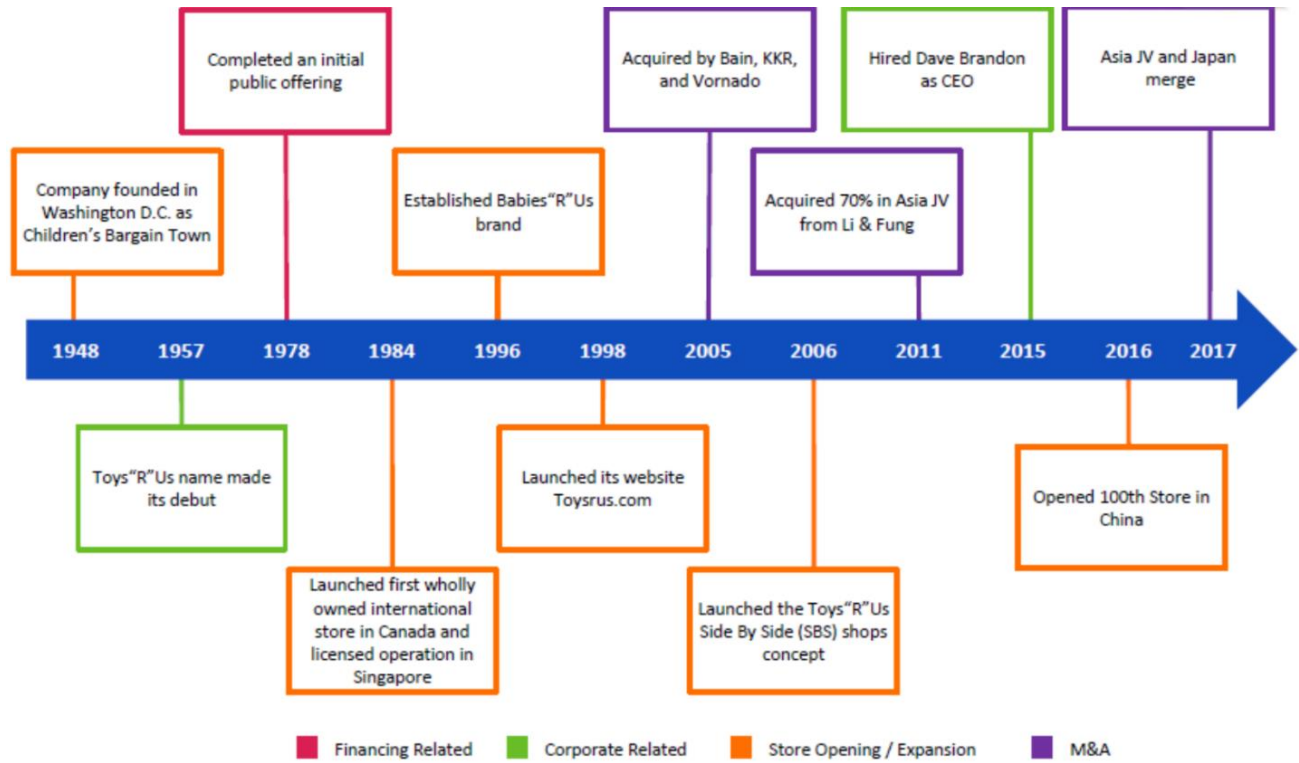 Completed an initial
public offering
Acquired by Bain, KKR,
and Vornado
Hired Dave Brandon
as CEO
Asia JV and Japan
merge
Company founded in
Washington D.C. as
Children's Bargain Town
Established Babies“R”Us
brand
Acquired 70% in Asia JV
from Li & Fung
1948 1957 1978 1984 1996 1998 2005 2006 2011 2015 2016 2017
Toys“R”Us name made
its debut
Launched its website
Toysrus.com
Opened 100th Store in
China
Launched first wholly
owned international
store in Canada and
licensed operation in
Singapore
Launched the Toys“R”Us
Side By Side (SBS) shops
concept
Financing Related Corporate Related Store Opening / Expansion M&A